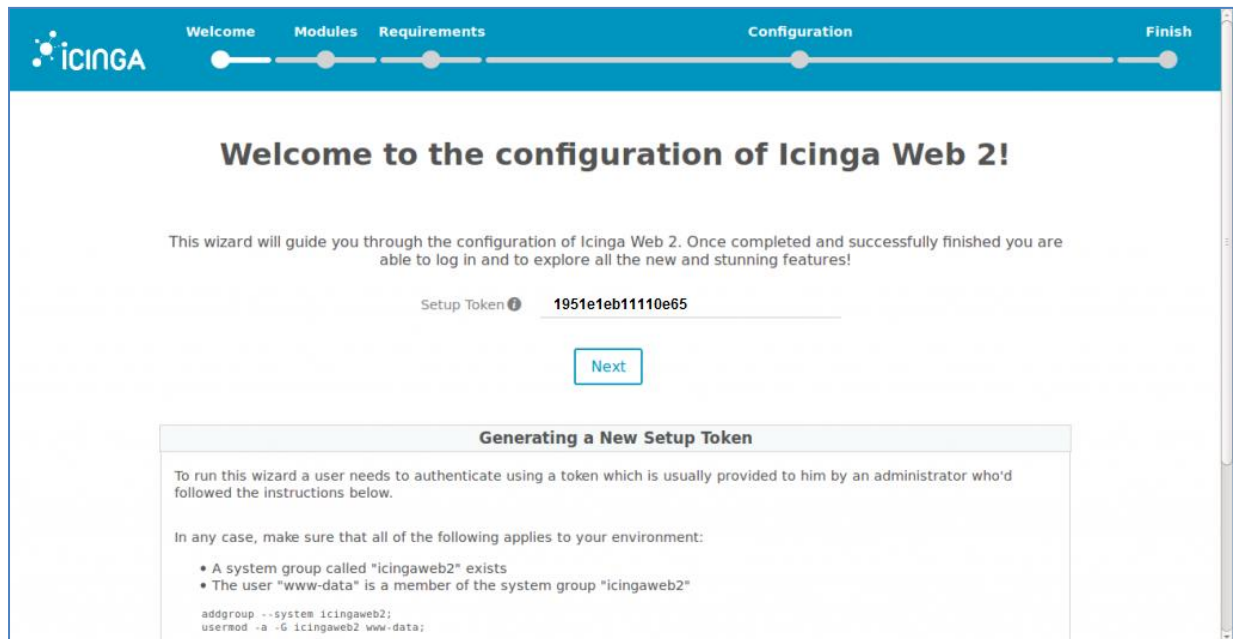 icinga
Welcome Modules Requirements Configuration Finish
Welcome to the configuration of Icinga Web 2!
This wizard will guide you through the configuration of Icinga Web 2. Once completed and successfully finished you are
able to log in and to explore all the new and stunning features!
Setup Token 1951e1eb11110e65
Next
Generating a New Setup Token
To run this wizard a user needs to authenticate using a token which is usually provided to him by an administrator who'd
followed the instructions below.
In any case, make sure that all of the following applies to your environment:
• A system group called "icingaweb2" exists
• The user "www-data" is a member of the system group "icingaweb2"
addgroup --system icingaweb2;
usermod -a -G icingaweb2 www-data;